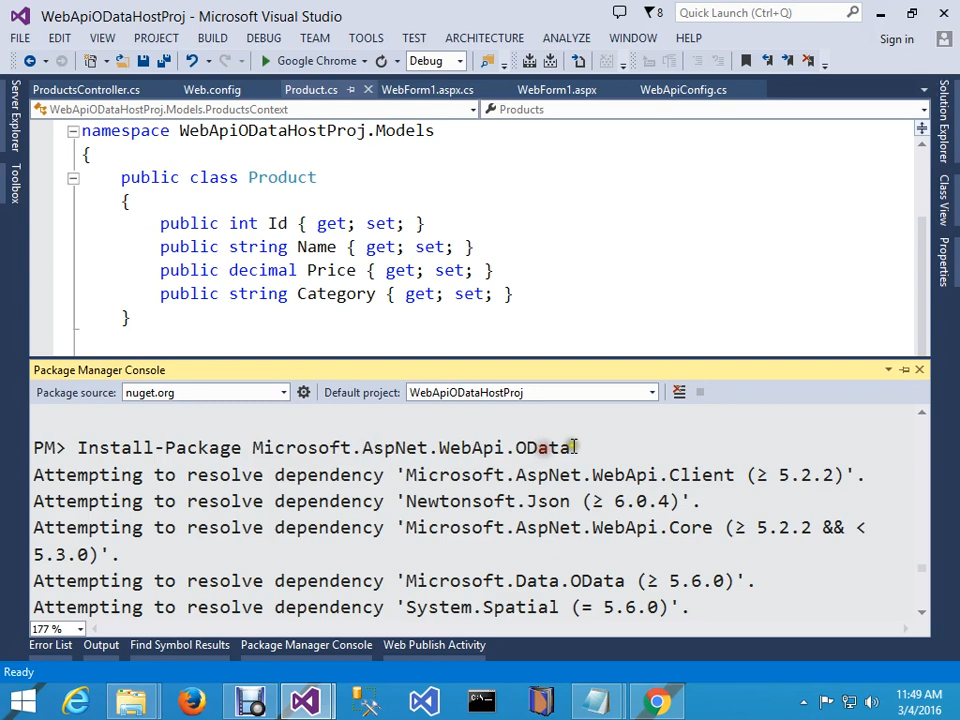 WebApiODataHostProj - Microsoft Visual Studio
8
Quick Launch (Ctrl+Q)
FILE EDIT VIEW PROJECT BUILD DEBUG TEAM TOOLS TEST ARCHITECTURE ANALYZE WINDOW HELP Sign in
Google Chrome Debug
ProductsController.cs Web.config Product.cs WebForm1.aspx.cs WebForm1.aspx WebApiConfig.cs
WebApiODataHostProj.Models.ProductsContext Products
Server Explorer
Toolbox
Solution Explorer
Class View
Properties
namespace WebApiODataHostProj.Models
{
public class Product
{
public int Id { get; set; }
public string Name { get; set; }
public decimal Price { get; set; }
public string Category { get; set; }
}
Package Manager Console
Package source: nuget.org Default project: WebApiODataHostProj
PM> Install-Package Microsoft.AspNet.WebApi.OData
Attempting to resolve dependency 'Microsoft.AspNet.WebApi.Client (≥ 5.2.2)'.
Attempting to resolve dependency 'Newtonsoft.Json (≥ 6.0.4)'.
Attempting to resolve dependency 'Microsoft.AspNet.WebApi.Core (≥ 5.2.2 && <
5.3.0)'.
Attempting to resolve dependency 'Microsoft.Data.OData (≥ 5.6.0)'.
Attempting to resolve dependency 'System.Spatial (= 5.6.0)'.
177 %
Error List Output Find Symbol Results Package Manager Console Web Publish Activity
Ready
11:49 AM
3/4/2016